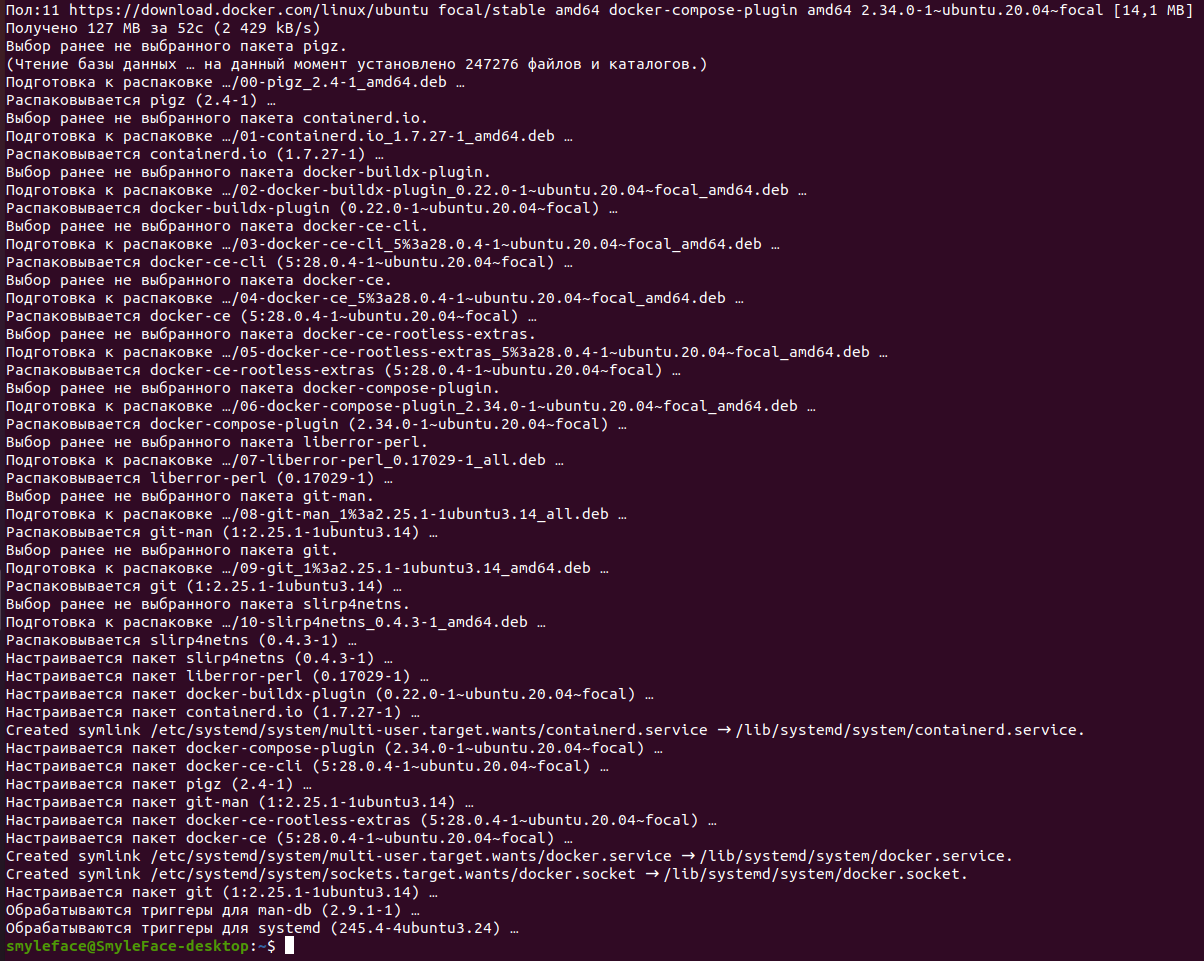 Пол:11 https://download.docker.com/linux/ubuntu focal/stable amd64 docker-compose-plugin amd64 2.34.0-1~ubuntu.20.04~focal [14,1 MB]
Получено 127 MB за 52с (2 429 kB/s)
Выбор ранее не выбранного пакета pigz.
(Чтение базы данных … на данный момент установлено 247276 файлов и каталогов.)
Подготовка к распаковке …/00-pigz_2.4-1_amd64.deb …
Распаковывается pigz (2.4-1) …
Выбор ранее не выбранного пакета containerd.io.
Подготовка к распаковке …/01-containerd.io_1.7.27-1_amd64.deb …
Распаковывается containerd.io (1.7.27-1) …
Выбор ранее не выбранного пакета docker-buildx-plugin.
Подготовка к распаковке …/02-docker-buildx-plugin_0.22.0-1~ubuntu.20.04~focal_amd64.deb …
Распаковывается docker-buildx-plugin (0.22.0-1~ubuntu.20.04~focal) …
Выбор ранее не выбранного пакета docker-ce-cli.
Подготовка к распаковке …/03-docker-ce-cli_5%3a28.0.4-1~ubuntu.20.04~focal_amd64.deb …
Распаковывается docker-ce-cli (5:28.0.4-1~ubuntu.20.04~focal) …
Выбор ранее не выбранного пакета docker-ce.
Подготовка к распаковке …/04-docker-ce_5%3a28.0.4-1~ubuntu.20.04~focal_amd64.deb …
Распаковывается docker-ce (5:28.0.4-1~ubuntu.20.04~focal) …
Выбор ранее не выбранного пакета docker-ce-rootless-extras.
Подготовка к распаковке …/05-docker-ce-rootless-extras_5%3a28.0.4-1~ubuntu.20.04~focal_amd64.deb …
Распаковывается docker-ce-rootless-extras (5:28.0.4-1~ubuntu.20.04~focal) …
Выбор ранее не выбранного пакета docker-compose-plugin.
Подготовка к распаковке …/06-docker-compose-plugin_2.34.0-1~ubuntu.20.04~focal_amd64.deb …
Распаковывается docker-compose-plugin (2.34.0-1~ubuntu.20.04~focal) …
Выбор ранее не выбранного пакета liberror-perl.
Подготовка к распаковке …/07-liberror-perl_0.17029-1_all.deb …
Распаковывается liberror-perl (0.17029-1) …
Выбор ранее не выбранного пакета git-man.
Подготовка к распаковке …/08-git-man_1%3a2.25.1-1ubuntu3.14_all.deb …
Распаковывается git-man (1:2.25.1-1ubuntu3.14) …
Выбор ранее не выбранного пакета git.
Подготовка к распаковке …/09-git_1%3a2.25.1-1ubuntu3.14_amd64.deb …
Распаковывается git (1:2.25.1-1ubuntu3.14) …
Выбор ранее не выбранного пакета slirp4netns.
Подготовка к распаковке …/10-slirp4netns_0.4.3-1_amd64.deb …
Распаковывается slirp4netns (0.4.3-1) …
Настраивается пакет slirp4netns (0.4.3-1) …
Настраивается пакет liberror-perl (0.17029-1) …
Настраивается пакет docker-buildx-plugin (0.22.0-1~ubuntu.20.04~focal) …
Настраивается пакет containerd.io (1.7.27-1) …
Created symlink /etc/systemd/system/multi-user.target.wants/containerd.service → /lib/systemd/system/containerd.service.
Настраивается пакет docker-compose-plugin (2.34.0-1~ubuntu.20.04~focal) …
Настраивается пакет docker-ce-cli (5:28.0.4-1~ubuntu.20.04~focal) …
Настраивается пакет pigz (2.4-1) …
Настраивается пакет git-man (1:2.25.1-1ubuntu3.14) …
Настраивается пакет docker-ce-rootless-extras (5:28.0.4-1~ubuntu.20.04~focal) …
Настраивается пакет docker-ce (5:28.0.4-1~ubuntu.20.04~focal) …
Created symlink /etc/systemd/system/multi-user.target.wants/docker.service → /lib/systemd/system/docker.service.
Created symlink /etc/systemd/system/sockets.target.wants/docker.socket → /lib/systemd/system/docker.socket.
Настраивается пакет git (1:2.25.1-1ubuntu3.14) …
Обрабатываются триггеры для man-db (2.9.1-1) …
Обрабатываются триггеры для systemd (245.4-4ubuntu3.24) …
smyleface@SmyleFace-desktop:~$